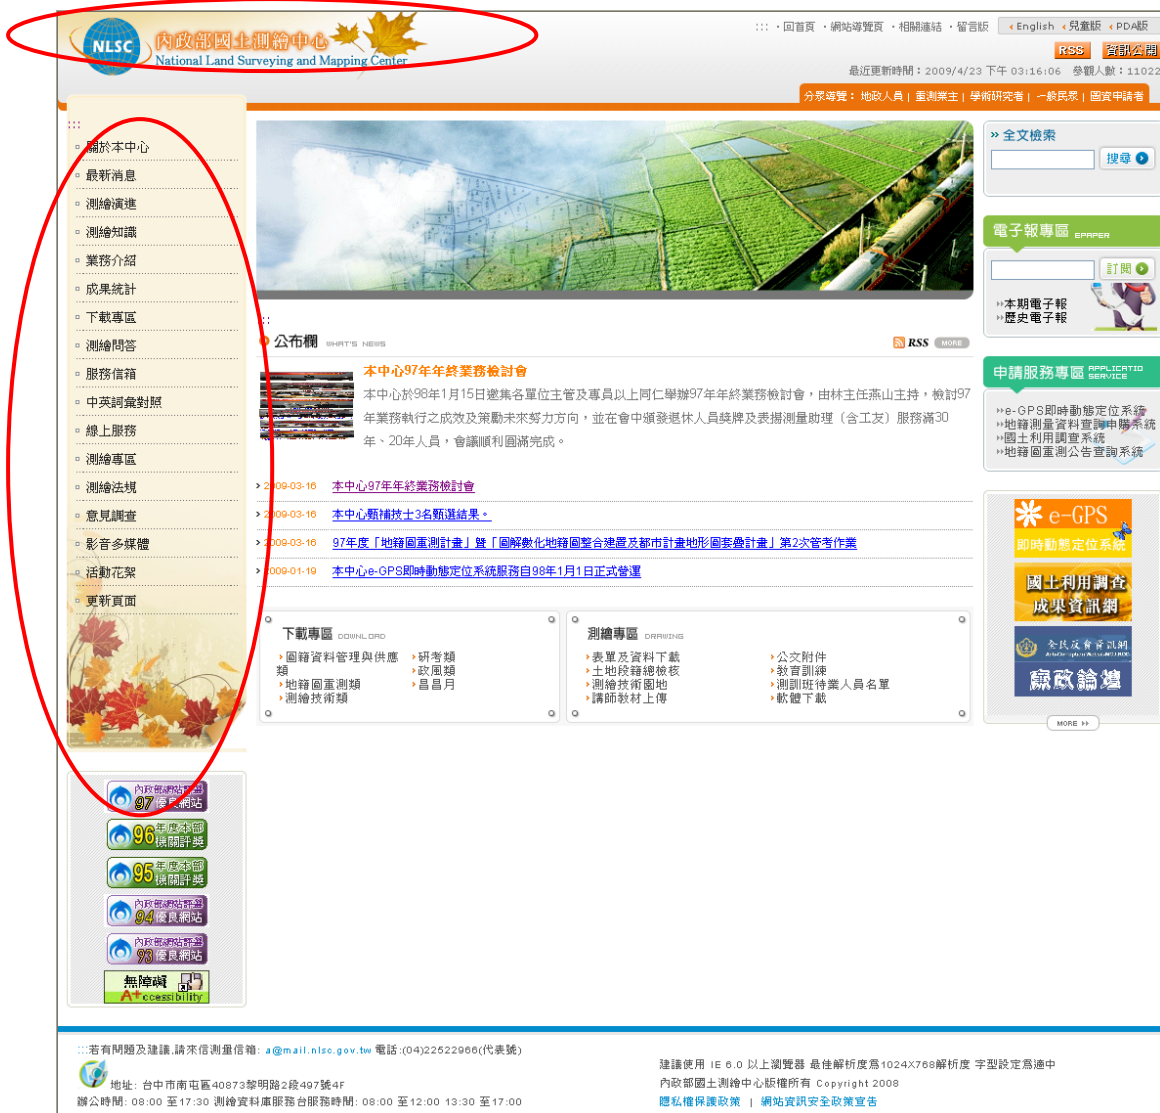 ::: ・回首頁 ・網站導覽頁 ・相關連結 ・留言版 English 兒童版 PDA版
NLSC 內政部國土測繪中心
National Land Surveying and Mapping Center
RSS 資訊公開
最近更新時間：2009/4/23 下午 03:16:06 參觀人數：11022
分眾導覽： 地政人員 | 重測業主 | 學術研究者 | 一般民眾 | 圖資申請者
:::
關於本中心
最新消息
測繪演進
測繪知識
業務介紹
成果統計
下載專區
測繪問答
服務信箱
中英詞彙對照
線上服務
測繪專區
測繪法規
意見調查
影音多媒體
活動花絮
更新頁面
內政部網站評選
97優良網站
96年度本部
機關評獎
95年度本部
機關評獎
內政部網站評選
94優良網站
內政部網站評選
93優良網站
無障礙
A+ccessibility
公布欄 WHAT'S NEWS RSS MORE
本中心97年年終業務檢討會
本中心於98年1月15日邀集各單位主管及專員以上同仁舉辦97年年終業務檢討會，由林主任燕山主持，檢討97
年業務執行之成效及策勵未來努力方向，並在會中頒發退休人員獎牌及表揚測量助理（含工友）服務滿30
年、20年人員，會議順利圓滿完成。
2009-03-16 本中心97年年終業務檢討會
2009-03-16 本中心甄補技士3名甄選結果。
2009-03-16 97年度「地籍圖重測計畫」暨「圖解數化地籍圖整合建置及都市計畫地形圖套疊計畫」第2次管考作業
2009-01-19 本中心e-GPS即時動態定位系統服務自98年1月1日正式營運
下載專區 DOWNLOAD
圖籍資料管理與供應類
地籍圖重測類
測繪技術類
研考類
政風類
昌昌月
測繪專區 DRAWING
表單及資料下載
土地段籍總檢核
測繪技術園地
講師教材上傳
公文附件
教育訓練
測訓班待業人員名單
軟體下載
全文檢索
搜尋
電子報專區 EPAPER
訂閱
本期電子報
歷史電子報
申請服務專區 APPLICATIO
SERVICE
e-GPS即時動態定位系統
地籍測量資料查詢申購系統
國土利用調查系統
地籍圖重測公告查詢系統
e-GPS
即時動態定位系統
國土利用調查
成果資訊網
廉政論壇
MORE
:::若有問題及建議,請來信測量信箱: a@mail.nlsc.gov.tw 電話:(04)22522966(代表號)
地址: 台中市南屯區40873黎明路2段497號4F
辦公時間: 08:00 至17:30 測繪資料庫服務台服務時間: 08:00 至12:00 13:30 至17:00
建議使用 IE 6.0 以上瀏覽器 最佳解析度為1024X768解析度 字型設定為適中
內政部國土測繪中心版權所有 Copyright 2008
隱私權保護政策 | 網站資訊安全政策宣告